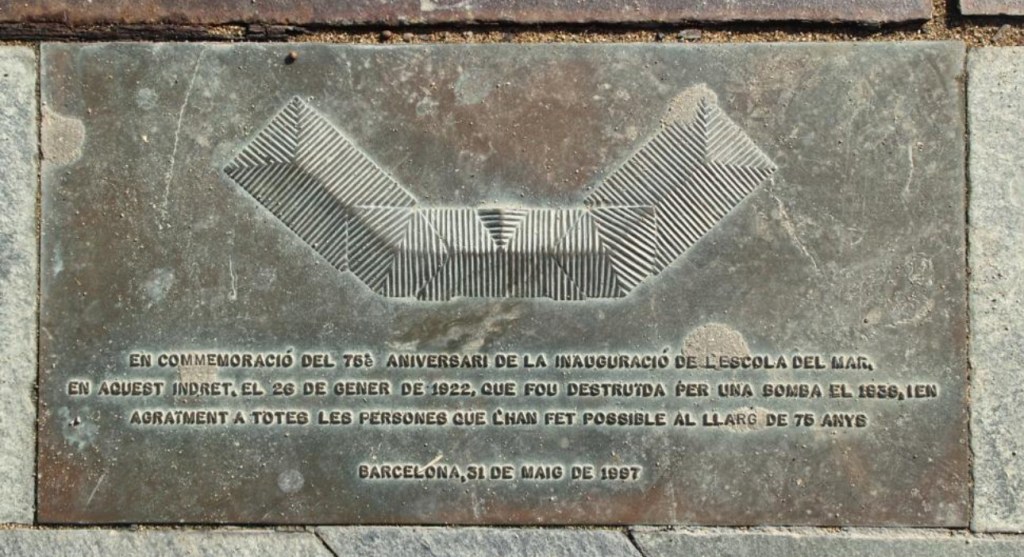 EN COMMEMORACIÓ DEL 75è ANIVERSARI DE LA INAUGURACIÓ DE L'ESCOLA DEL MAR,
EN AQUEST INDRET, EL 26 DE GENER DE 1922, QUE FOU DESTRUÏDA PER UNA BOMBA EL 1938, I EN
AGRAÏMENT A TOTES LES PERSONES QUE L'HAN FET POSSIBLE AL LLARG DE 75 ANYS
BARCELONA, 31 DE MAIG DE 1997